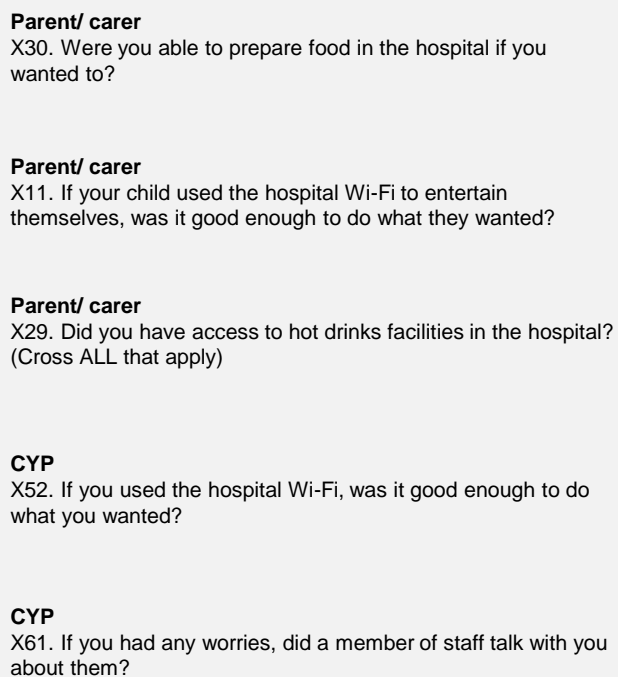 Parent/ carer
X30. Were you able to prepare food in the hospital if you
wanted to?
Parent/ carer
X11. If your child used the hospital Wi-Fi to entertain
themselves, was it good enough to do what they wanted?
Parent/ carer
X29. Did you have access to hot drinks facilities in the hospital?
(Cross ALL that apply)
CYP
X52. If you used the hospital Wi-Fi, was it good enough to do
what you wanted?
CYP
X61. If you had any worries, did a member of staff talk with you
about them?